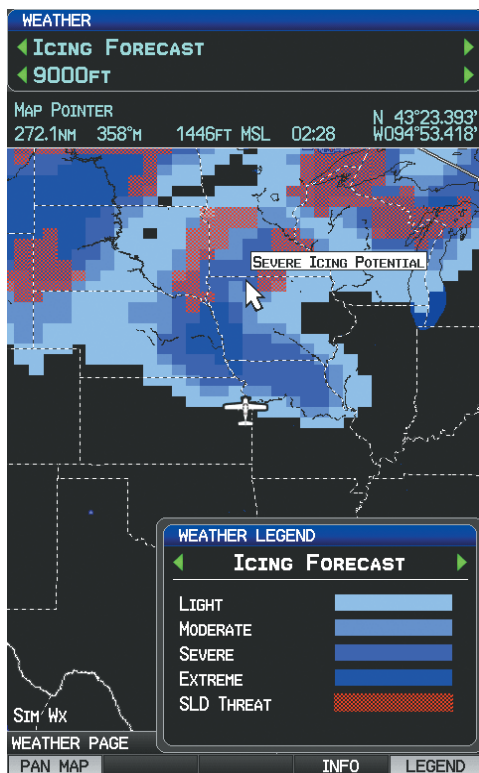 WEATHER
ICING FORECAST
9000FT
MAP POINTER
N 43°23.393'
272.1NM 358°M 1446FT MSL 02:28 W094°53.418'
SEVERE ICING POTENTIAL
WEATHER LEGEND
ICING FORECAST
LIGHT
MODERATE
SEVERE
EXTREME
SLD THREAT
SIM WX
WEATHER PAGE
PAN MAP INFO LEGEND